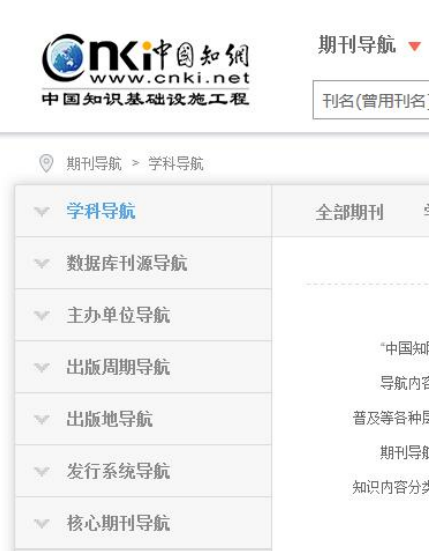 cnki中国知网
www.cnki.net
中国知识基础设施工程
期刊导航
刊名(曾用刊名)
期刊导航 > 学科导航
学科导航
数据库刊源导航
主办单位导航
出版周期导航
出版地导航
发行系统导航
核心期刊导航
全部期刊
“中国知
导航内
普及等各种
期刊导
知识内容分